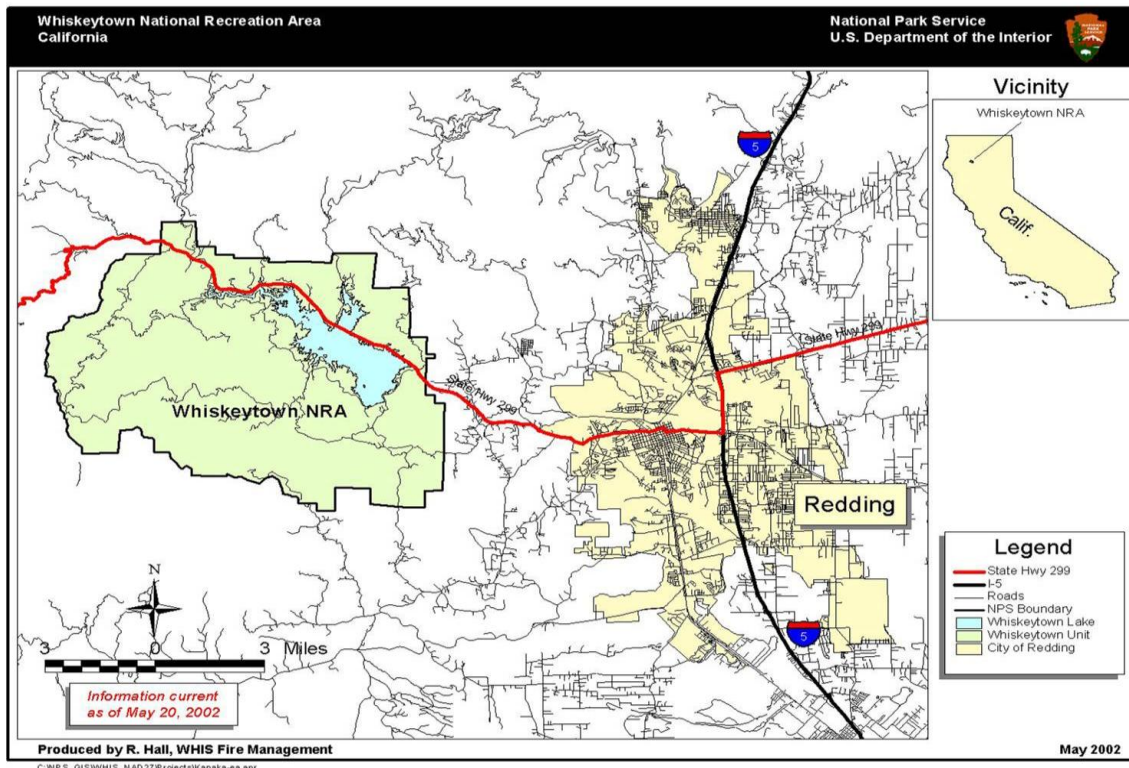 Whiskeytown National Recreation Area
California
National Park Service
U.S. Department of the Interior
Vicinity
Whiskeytown NRA
Calif.
5
State Hwy 299
State Hwy 299
Whiskeytown NRA
Redding
5
Legend
State Hwy 299
I-5
Roads
NPS Boundary
Whiskeytown Lake
Whiskeytown Unit
City of Redding
N
3 0 3 Miles
Information current
as of May 20, 2002
Produced by R. Hall, WHIS Fire Management
May 2002